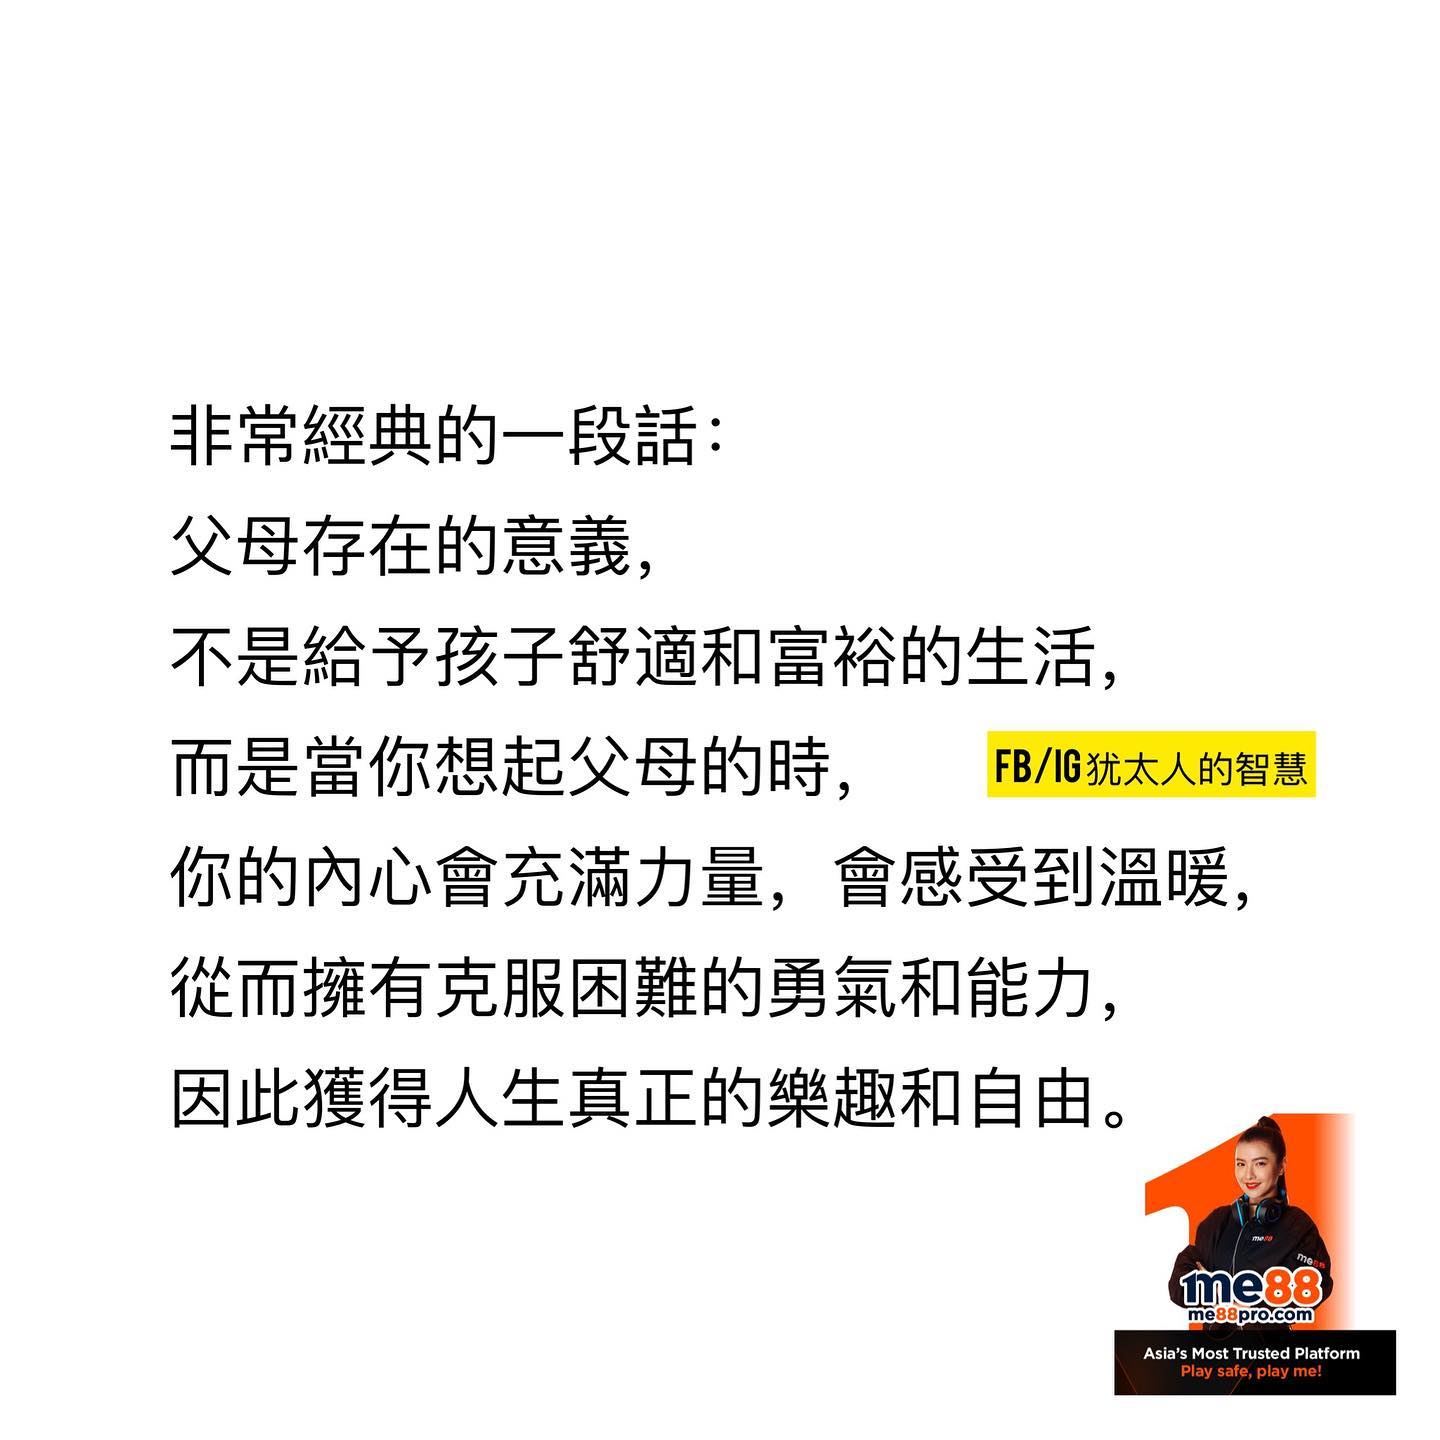 非常經典的一段話：
父母存在的意義，
不是給予孩子舒適和富裕的生活，
而是當你想起父母的時，
FB/IG犹太人的智慧
你的內心會充滿力量，會感受到溫暖，
從而擁有克服困難的勇氣和能力，
因此獲得人生真正的樂趣和自由。
me88
me88
me88
me88pro.com
Asia's Most Trusted Platform
Play safe, play me!